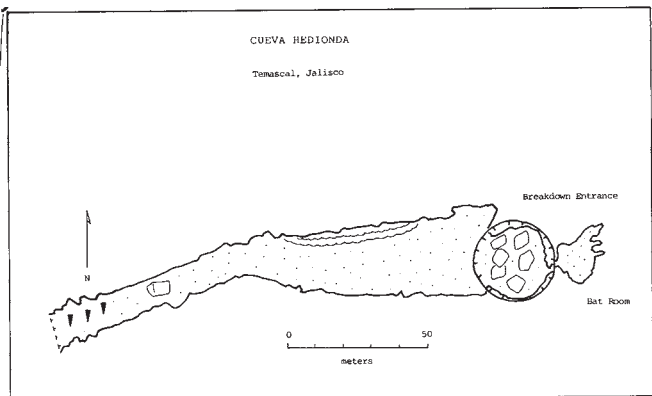 CUEVA HEDIONDA
Temascal, Jalisco
Breakdown Entrance
N
Bat Room
0 50
meters